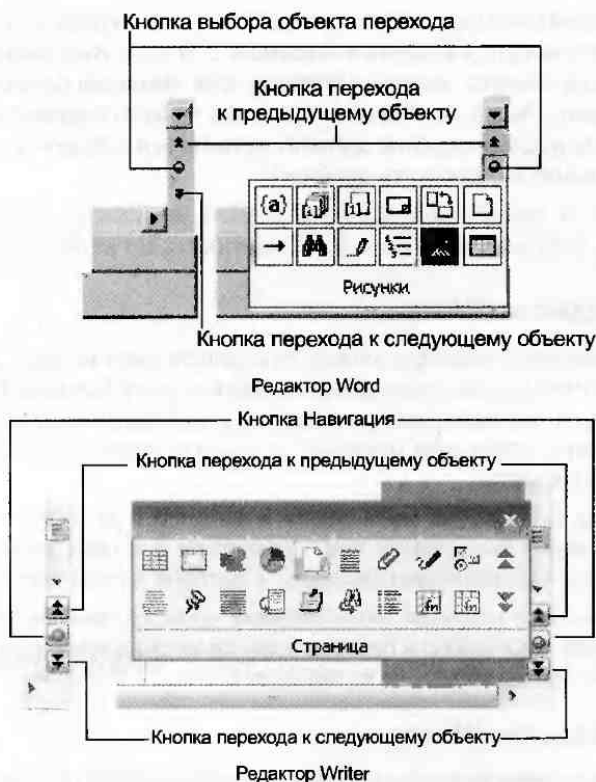 Кнопка выбора объекта перехода
Кнопка перехода
к предыдущему объекту
{a}
[i]
[1]
Рисунки
Кнопка перехода к следующему объекту
Редактор Word
Кнопка Навигация
Кнопка перехода к предыдущему объекту
Страница
Кнопка перехода к следующему объекту
Редактор Writer